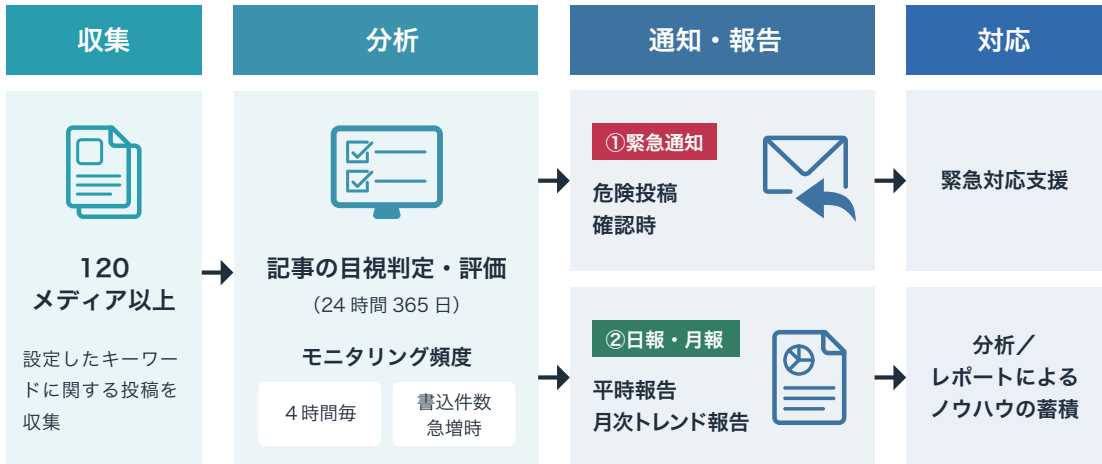 収集
分析
通知・報告
対応
120
メディア以上
設定したキーワー
ドに関する投稿を
収集
記事の目視判定・評価
（24 時間 365 日）
モニタリング頻度
４時間毎
書込件数
急増時
①緊急通知
危険投稿
確認時
緊急対応支援
②日報・月報
平時報告
月次トレンド報告
分析／
レポートによる
ノウハウの蓄積